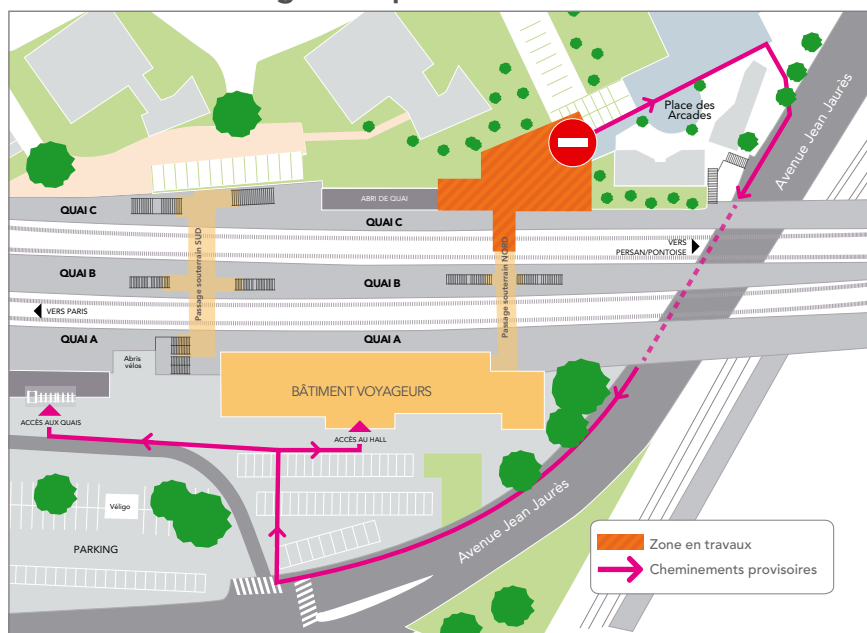 Place des
Arcades
Avenue Jean Jaurès
ABRI DE QUAI
QUAI C
QUAI C
Passage souterrain SUD
Passage souterrain NORD
VERS
PERSAN/PONTOISE
QUAI B
QUAI B
VERS PARIS
QUAI A
QUAI A
Abris
vélos
BÂTIMENT VOYAGEURS
ACCÈS AUX QUAIS
ACCÈS AU HALL
Véligo
PARKING
Avenue Jean Jaurès
Zone en travaux
Cheminements provisoires